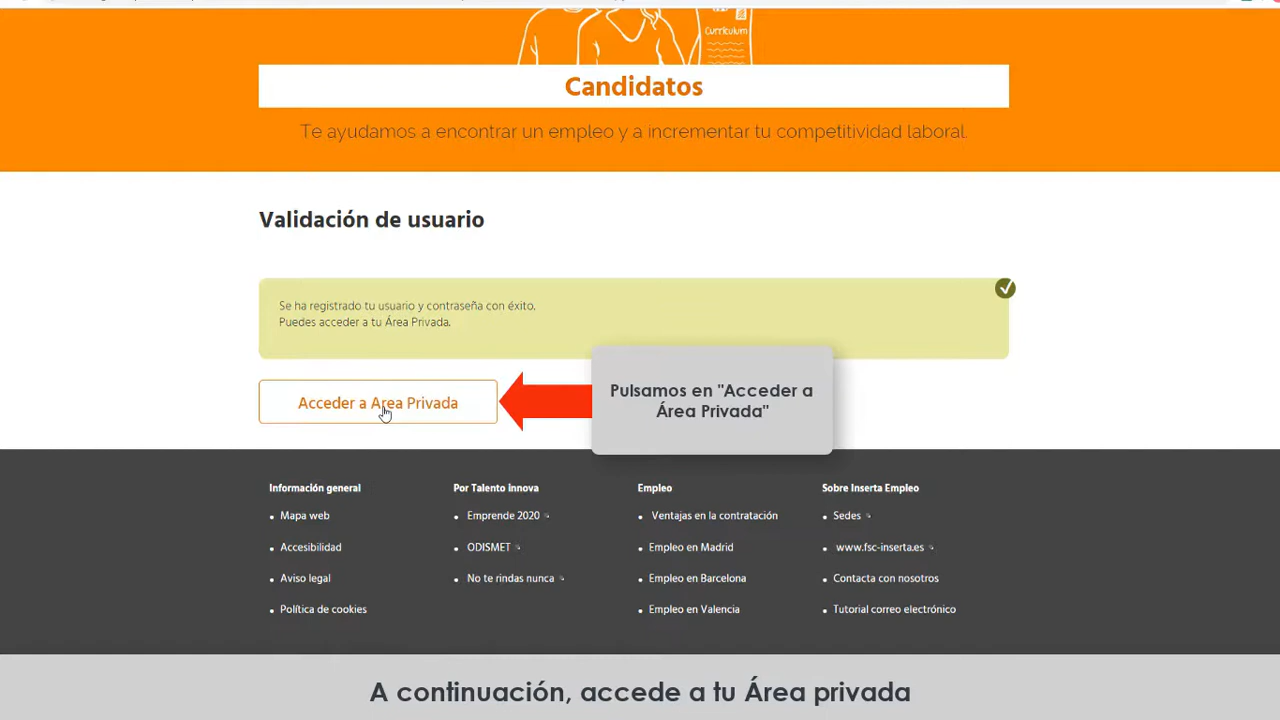 Curriculum
Candidatos
Te ayudamos a encontrar un empleo y a incrementar tu competitividad laboral.
Validación de usuario
Se ha registrado tu usuario y contraseña con éxito.
Puedes acceder a tu Área Privada.
Acceder a Area Privada
Pulsamos en "Acceder a
Área Privada"
Información general
Mapa web
Accesibilidad
Aviso legal
Política de cookies
Por Talento Innova
Emprende 2020
ODISMET
No te rindas nunca
Empleo
Ventajas en la contratación
Empleo en Madrid
Empleo en Barcelona
Empleo en Valencia
Sobre Inserta Empleo
Sedes
www.fsc-inserta.es
Contacta con nosotros
Tutorial correo electrónico
A continuación, accede a tu Área privada